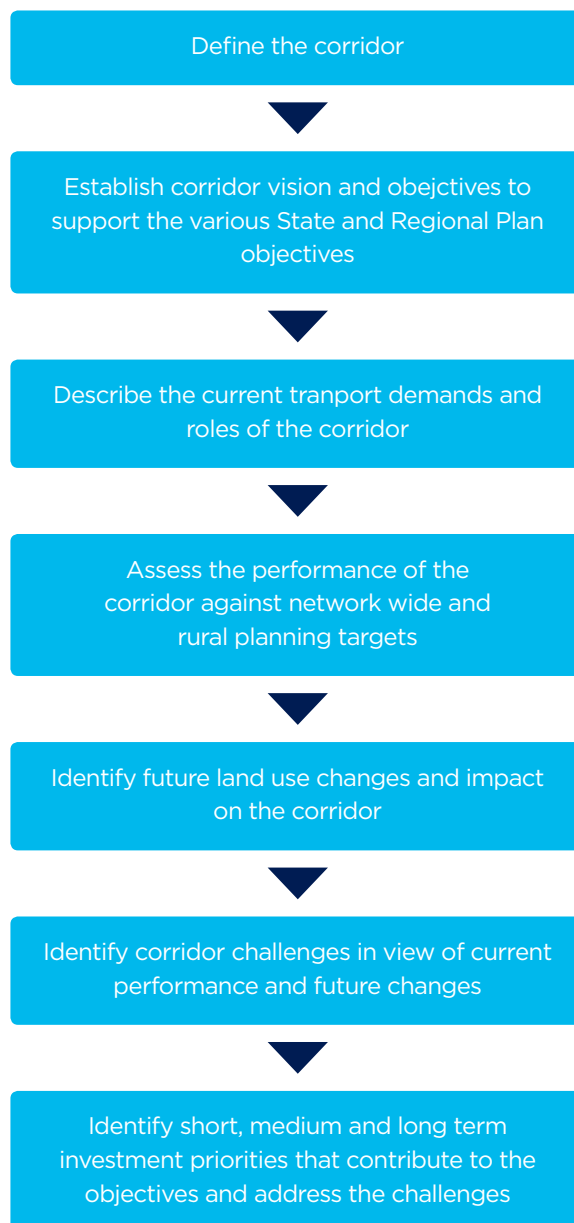 Define the corridor
Establish corridor vision and obejctives to
support the various State and Regional Plan
objectives
Describe the current tranport demands and
roles of the corridor
Assess the performance of the
corridor against network wide and
rural planning targets
Identify future land use changes and impact
on the corridor
Identify corridor challenges in view of current
performance and future changes
Identify short, medium and long term
investment priorities that contribute to the
objectives and address the challenges